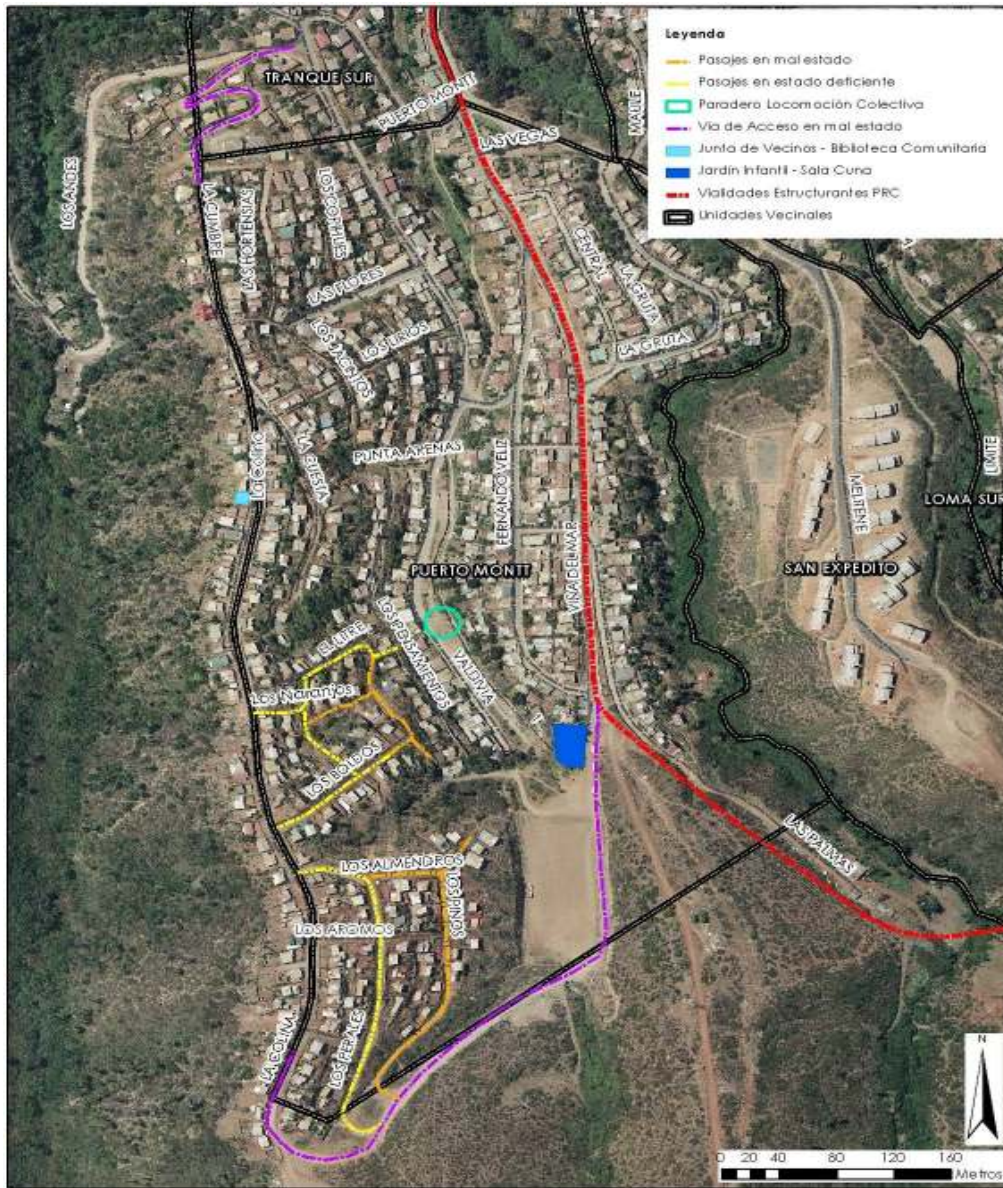 Leyenda
Pasajes en mal estado
Pasajes en estado deficiente
Paradero Locomoción Colectiva
Vía de Acceso en mal estado
Junta de Vecinos - Biblioteca Comunitaria
Jardín Infantil - Sala Cuna
Vialidades Estructurantes PRC
Unidades Vecinales
TRANQUE SUR
PUERTO MONTT
LAS VEGAS
MAULE
LOS ANDES
LA CUMBRE
LAS HORTENSIAS
LOS COPIHUES
LAS FLORES
LOS LIRIOS
LOS JACINTOS
CENTRAL
LA GRUTA
LA GRUTA
LA CUESTA
La Colina
PUNTA ARENAS
FERNANDO VELIZ
VIÑA DEL MAR
MELITENE
LIMITE
LOMA SUR
SAN EXPEDITO
PUERTO MONTT
LOS PENSAMIENTOS
VALDIVIA
1
EL LITRE
Los Naranjos
LOS BOLDOS
LAS PALMAS
LOS ALMENDROS
LOS PINOS
LOS AROMOS
LOS PERALES
LA COLINA
N
0 20 40 80 120 160
Metros